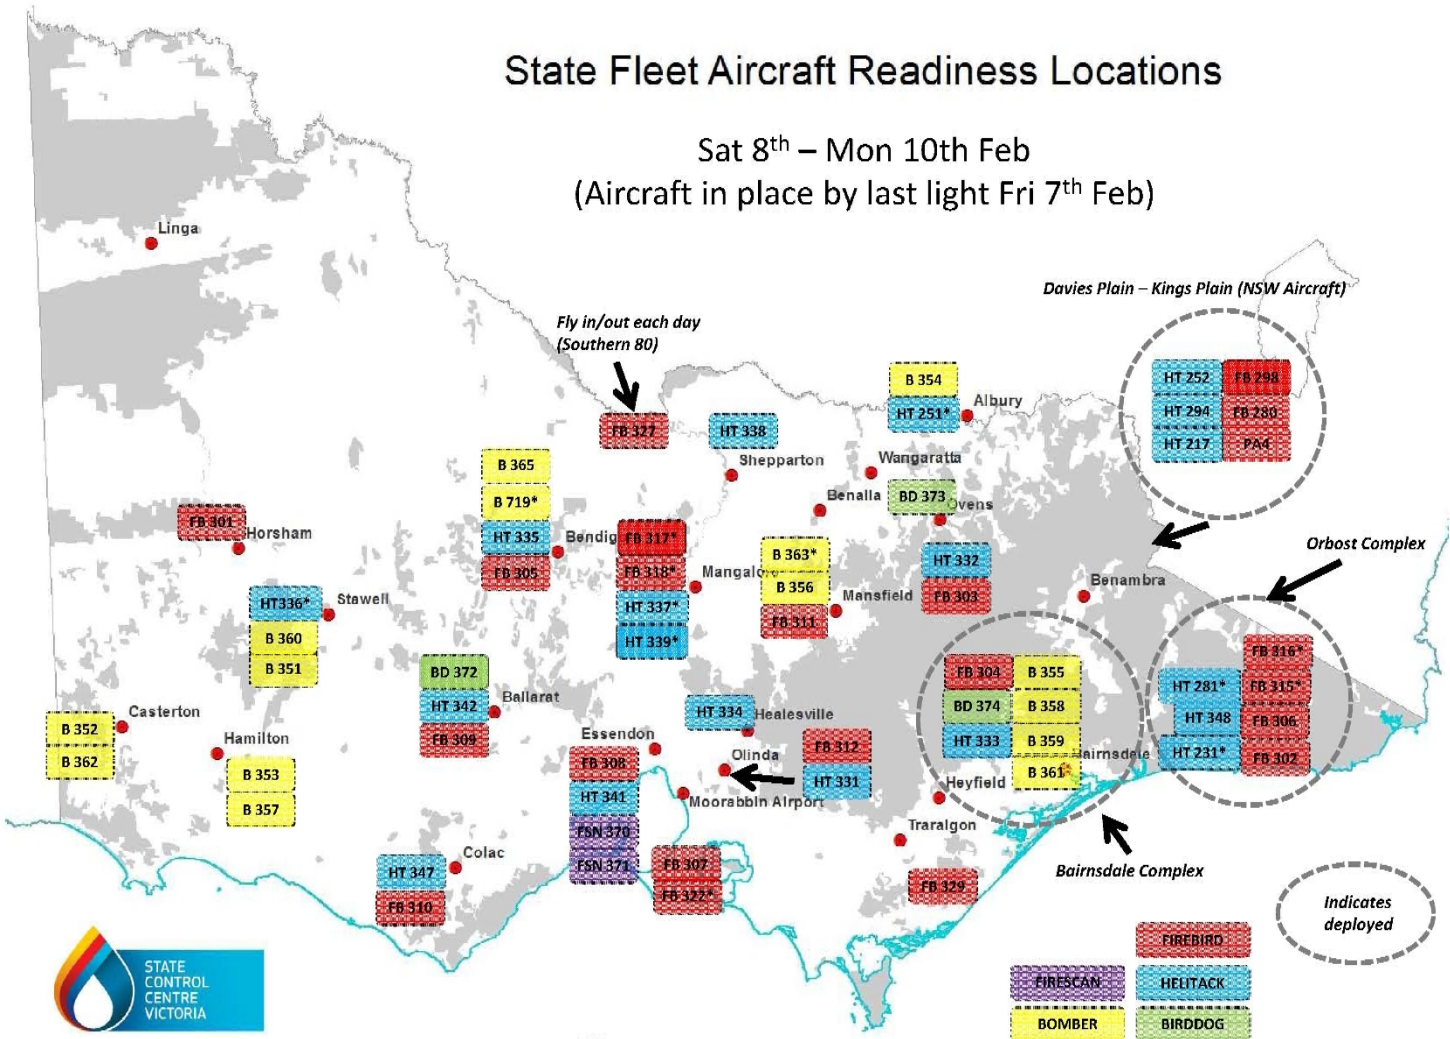 State Fleet Aircraft Readiness Locations
Sat 8th – Mon 10th Feb
(Aircraft in place by last light Fri 7th Feb)
Linga
Davies Plain – Kings Plain (NSW Aircraft)
HT 252
FB 298
HT 294
FB 280
HT 217
PA4
Fly in/out each day
(Southern 80)
FB 327
HT 338
Shepparton
B 354
HT 251*
Albury
Wangaratta
Benalla
BD 373
Ovens
B 365
B 719*
HT 335
FB 305
Bendig
FB 301
Horsham
FB 317*
FB 318*
HT 337*
HT 339*
Mangalo
B 363*
B 356
FB 311
Mansfield
HT 332
FB 303
Benambra
Orbost Complex
HT336*
B 360
B 351
Stawell
BD 372
HT 342
FB 309
Ballarat
B 352
B 362
Casterton
Hamilton
B 353
B 357
HT 334
Healesville
Essendon
FB 308
HT 341
FSN 370
FSN 371
Olinda
FB 312
HT 331
Moorabbin Airport
FB 304
B 355
BD 374
B 358
HT 333
B 359
B 361
Bairnsdale
Heyfield
FB 316*
HT 281*
FB 315*
HT 348
FB 306
HT 231*
FB 302
Traralgon
Colac
HT 347
FB 310
FB 307
FB 322*
FB 329
Bairnsdale Complex
Indicates
deployed
FIREBIRD
FIRESCAN
HELITACK
BOMBER
BIRDDOG
STATE
CONTROL
CENTRE
VICTORIA